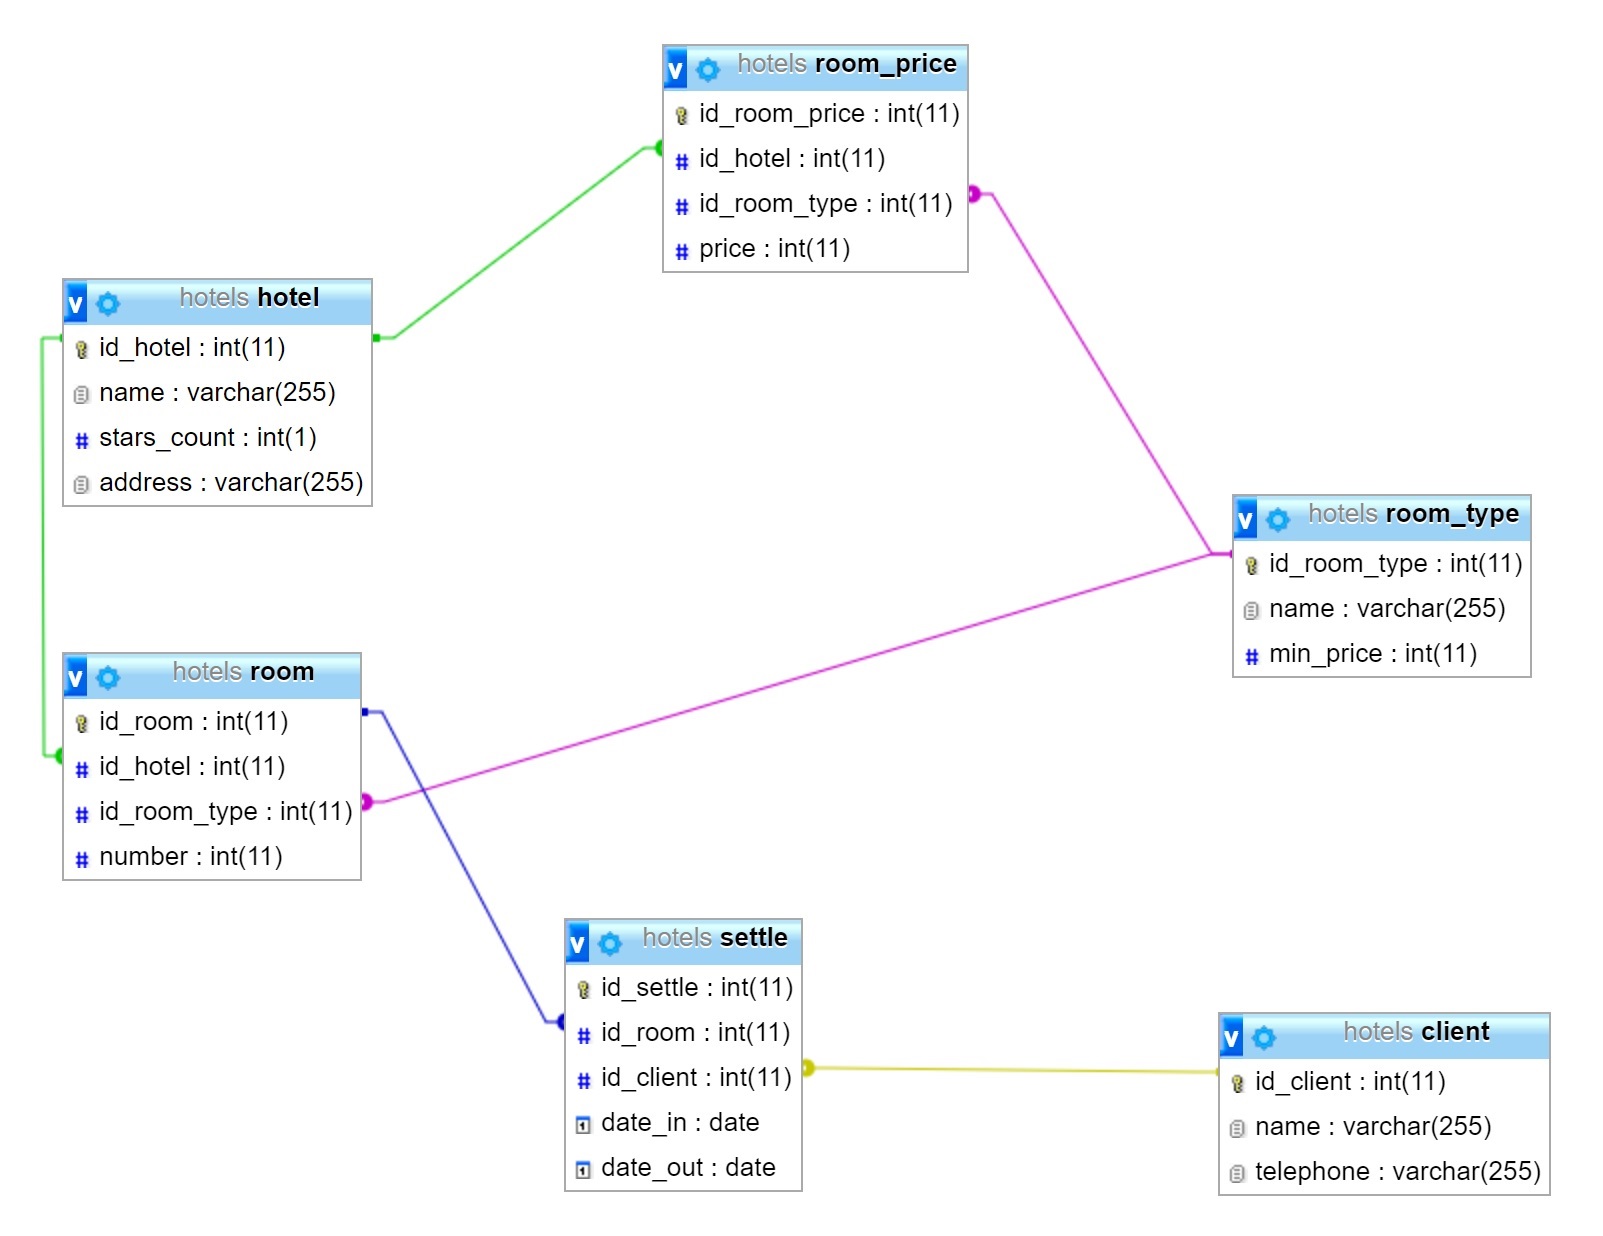 v hotels room_price
id_room_price : int(11)
# id_hotel : int(11)
# id_room_type : int(11)
# price : int(11)
v hotels hotel
id_hotel : int(11)
name : varchar(255)
# stars_count : int(1)
address : varchar(255)
v hotels room_type
id_room_type : int(11)
name : varchar(255)
# min_price : int(11)
v hotels room
id_room : int(11)
# id_hotel : int(11)
# id_room_type : int(11)
# number : int(11)
v hotels settle
id_settle : int(11)
# id_room : int(11)
# id_client : int(11)
1 date_in : date
1 date_out : date
v hotels client
id_client : int(11)
name : varchar(255)
telephone : varchar(255)